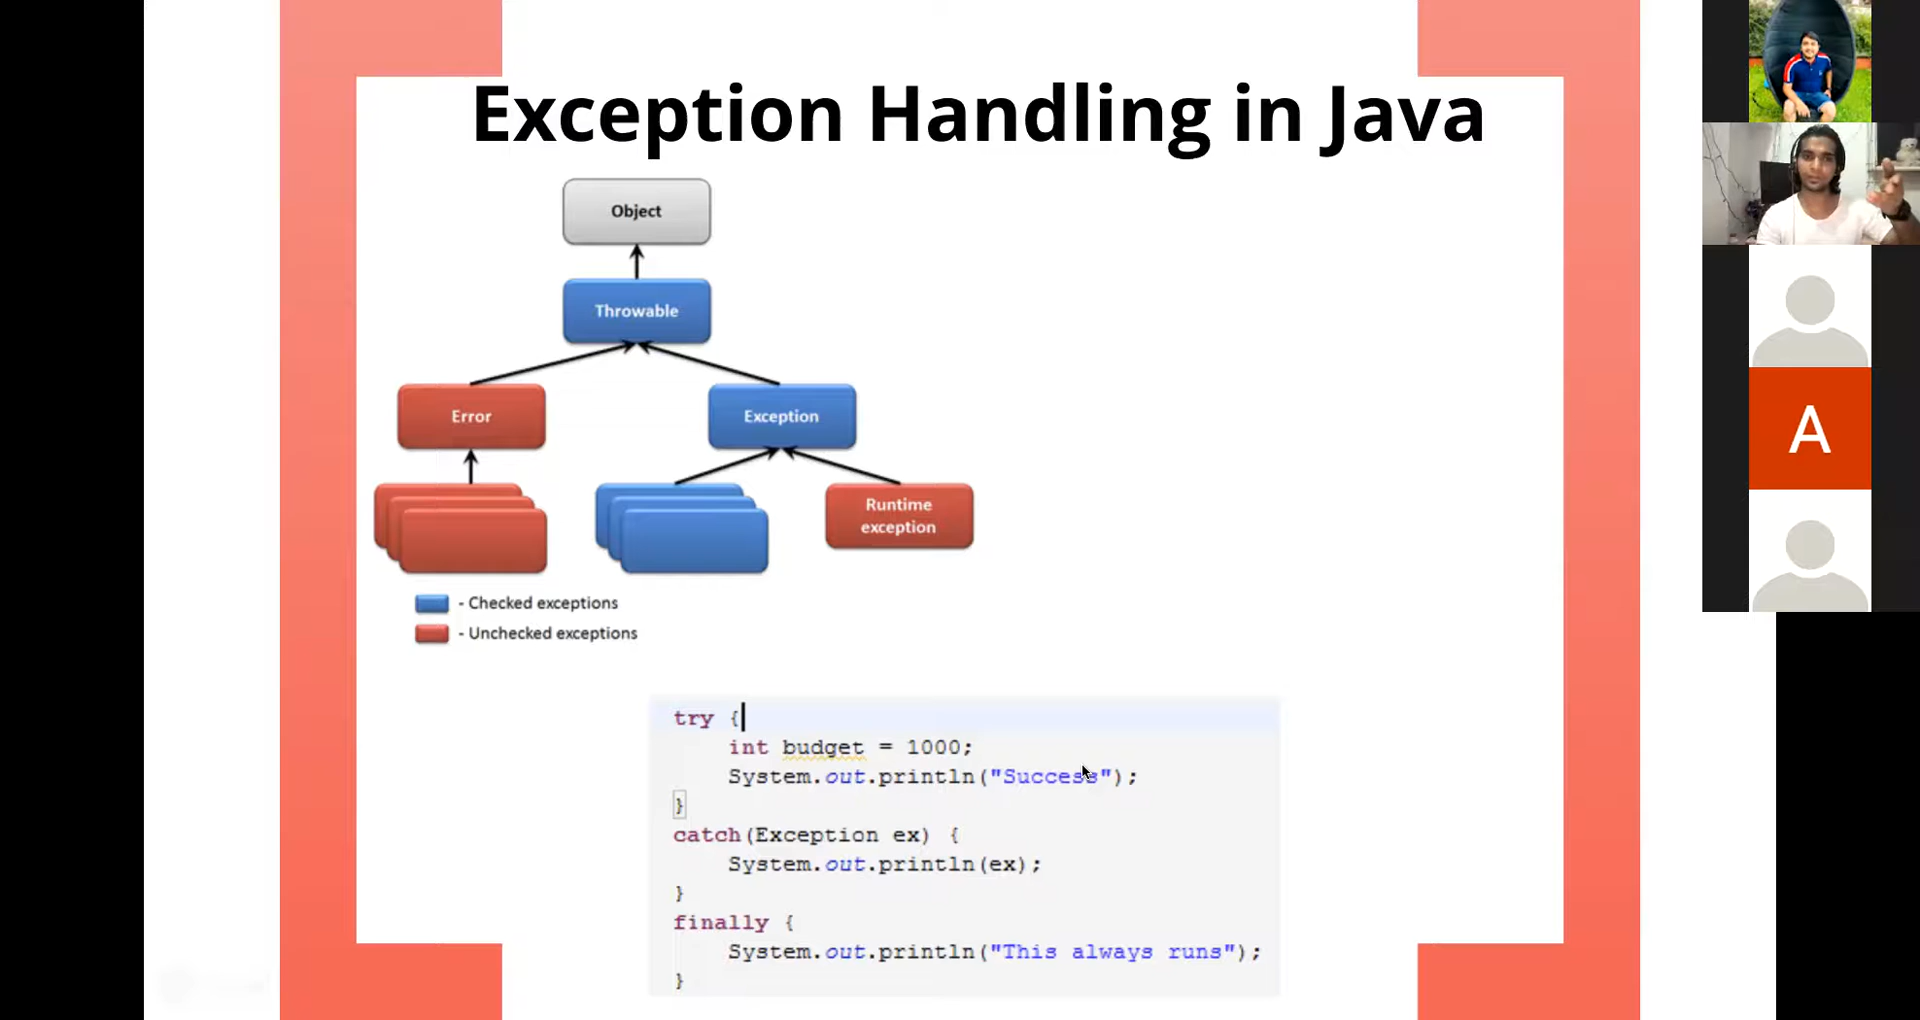 Exception Handling in Java
Object
Throwable
Error
Exception
Runtime
exception
- Checked exceptions
- Unchecked exceptions
try {
int budget = 1000;
System.out.println("Success");
}
catch(Exception ex) {
System.out.println(ex);
}
finally {
System.out.println("This always runs");
}
A